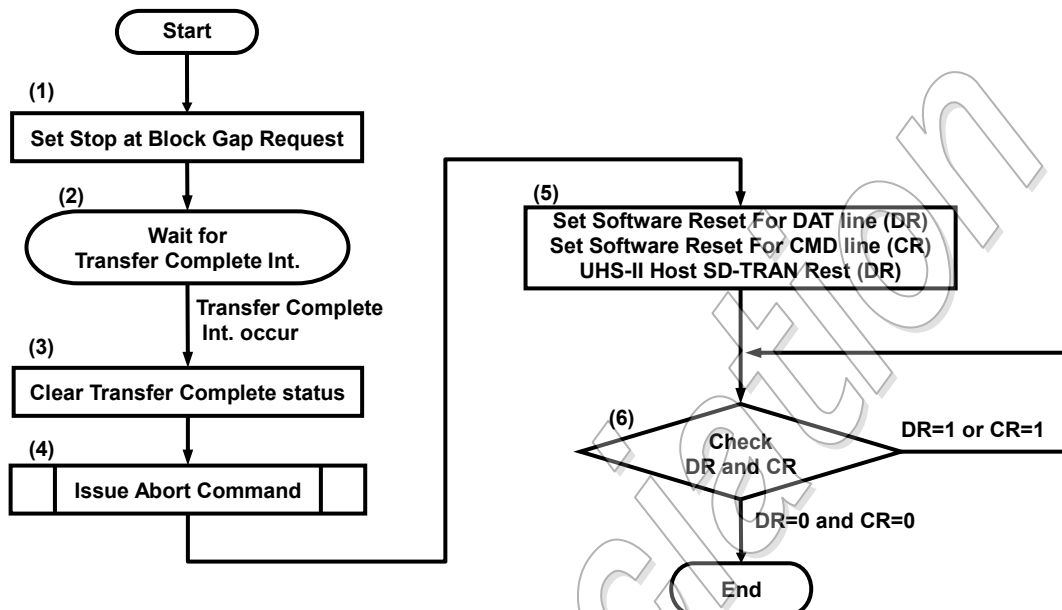 Start
(1)
Set Stop at Block Gap Request
(2)
Wait for
Transfer Complete Int.
Transfer Complete
Int. occur
(3)
Clear Transfer Complete status
(4)
Issue Abort Command
(5)
Set Software Reset For DAT line (DR)
Set Software Reset For CMD line (CR)
UHS-II Host SD-TRAN Rest (DR)
(6)
Check
DR and CR
DR=1 or CR=1
DR=0 and CR=0
End
ciation